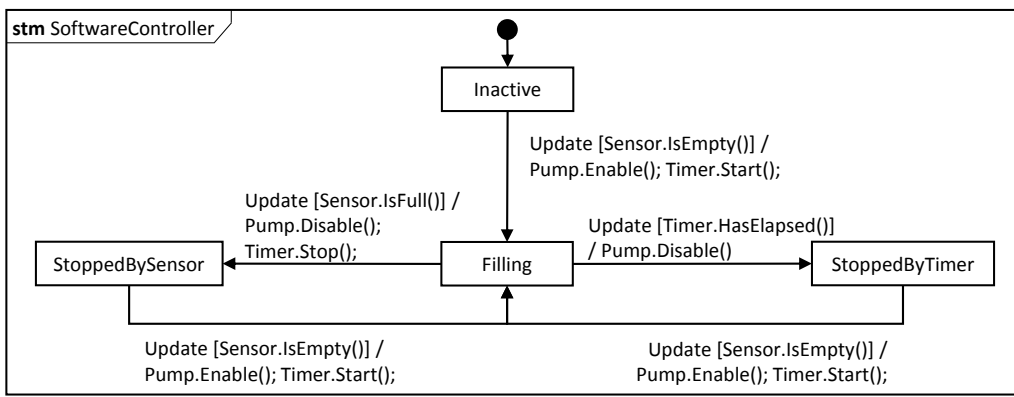 stm SoftwareController
Inactive
Update [Sensor.IsEmpty()] /
Pump.Enable(); Timer.Start();
Update [Sensor.IsFull()] /
Pump.Disable();
Timer.Stop();
Update [Timer.HasElapsed()]
/ Pump.Disable()
StoppedBySensor
Filling
StoppedByTimer
Update [Sensor.IsEmpty()] /
Pump.Enable(); Timer.Start();
Update [Sensor.IsEmpty()] /
Pump.Enable(); Timer.Start();